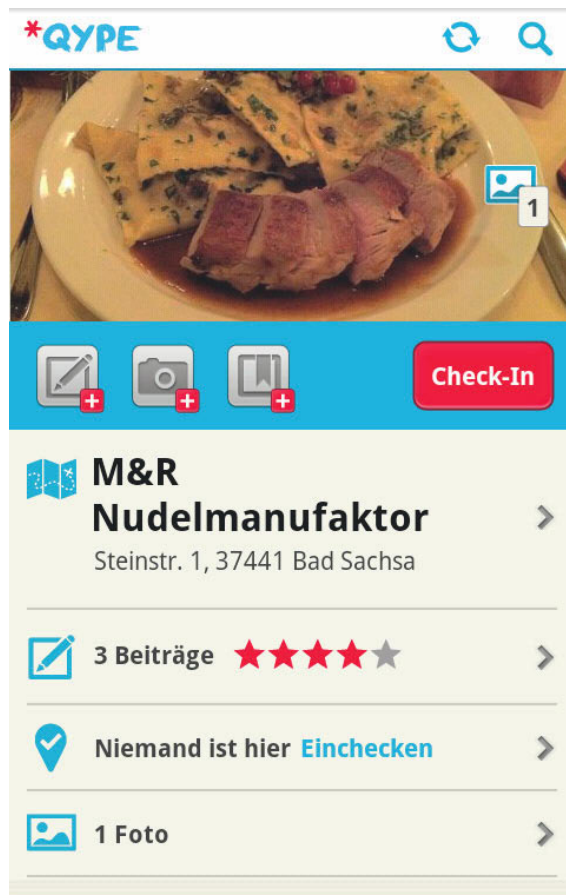 *QYPE
1
Check-In
M&R
Nudelmanufaktor
Steinstr. 1, 37441 Bad Sachsa
3 Beiträge
Niemand ist hier Einchecken
1 Foto